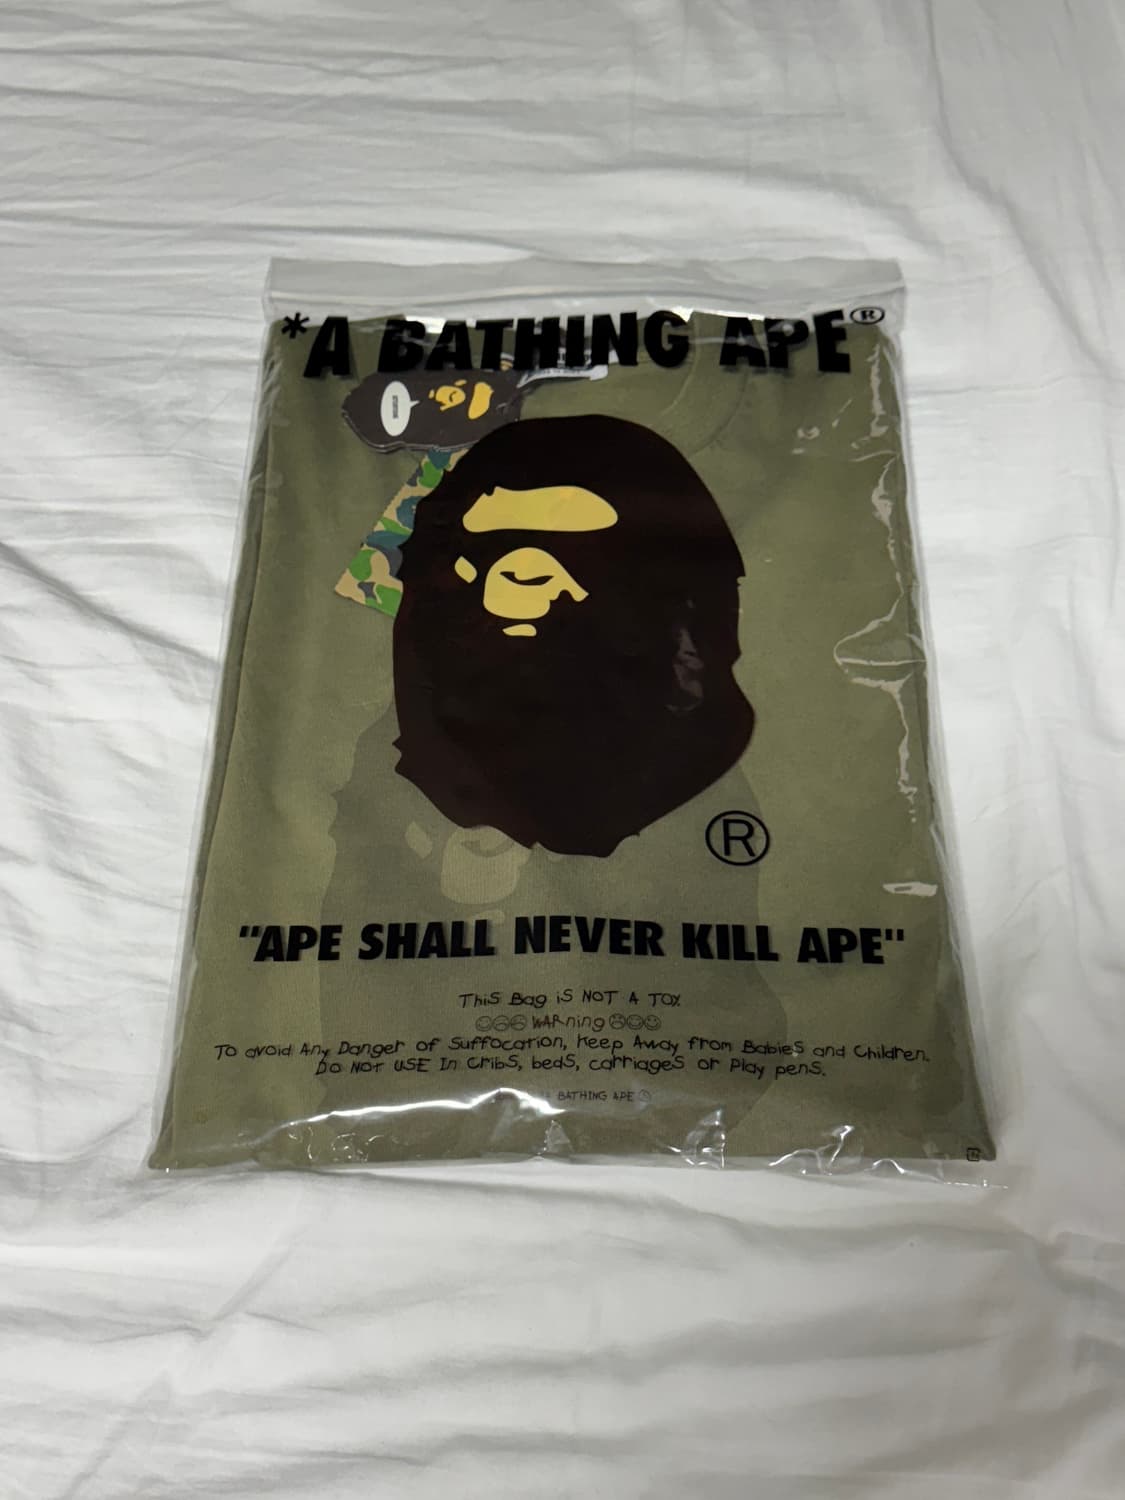 *A BATHING APE®
®
"APE SHALL NEVER KILL APE"
This Bag is NOT A TOY.
WARning
To avoid Any Danger of Suffocation, Keep Away from Babies and Children.
Do NOT USE In Cribs, beds, carriages or Play pens.
BATHING APE